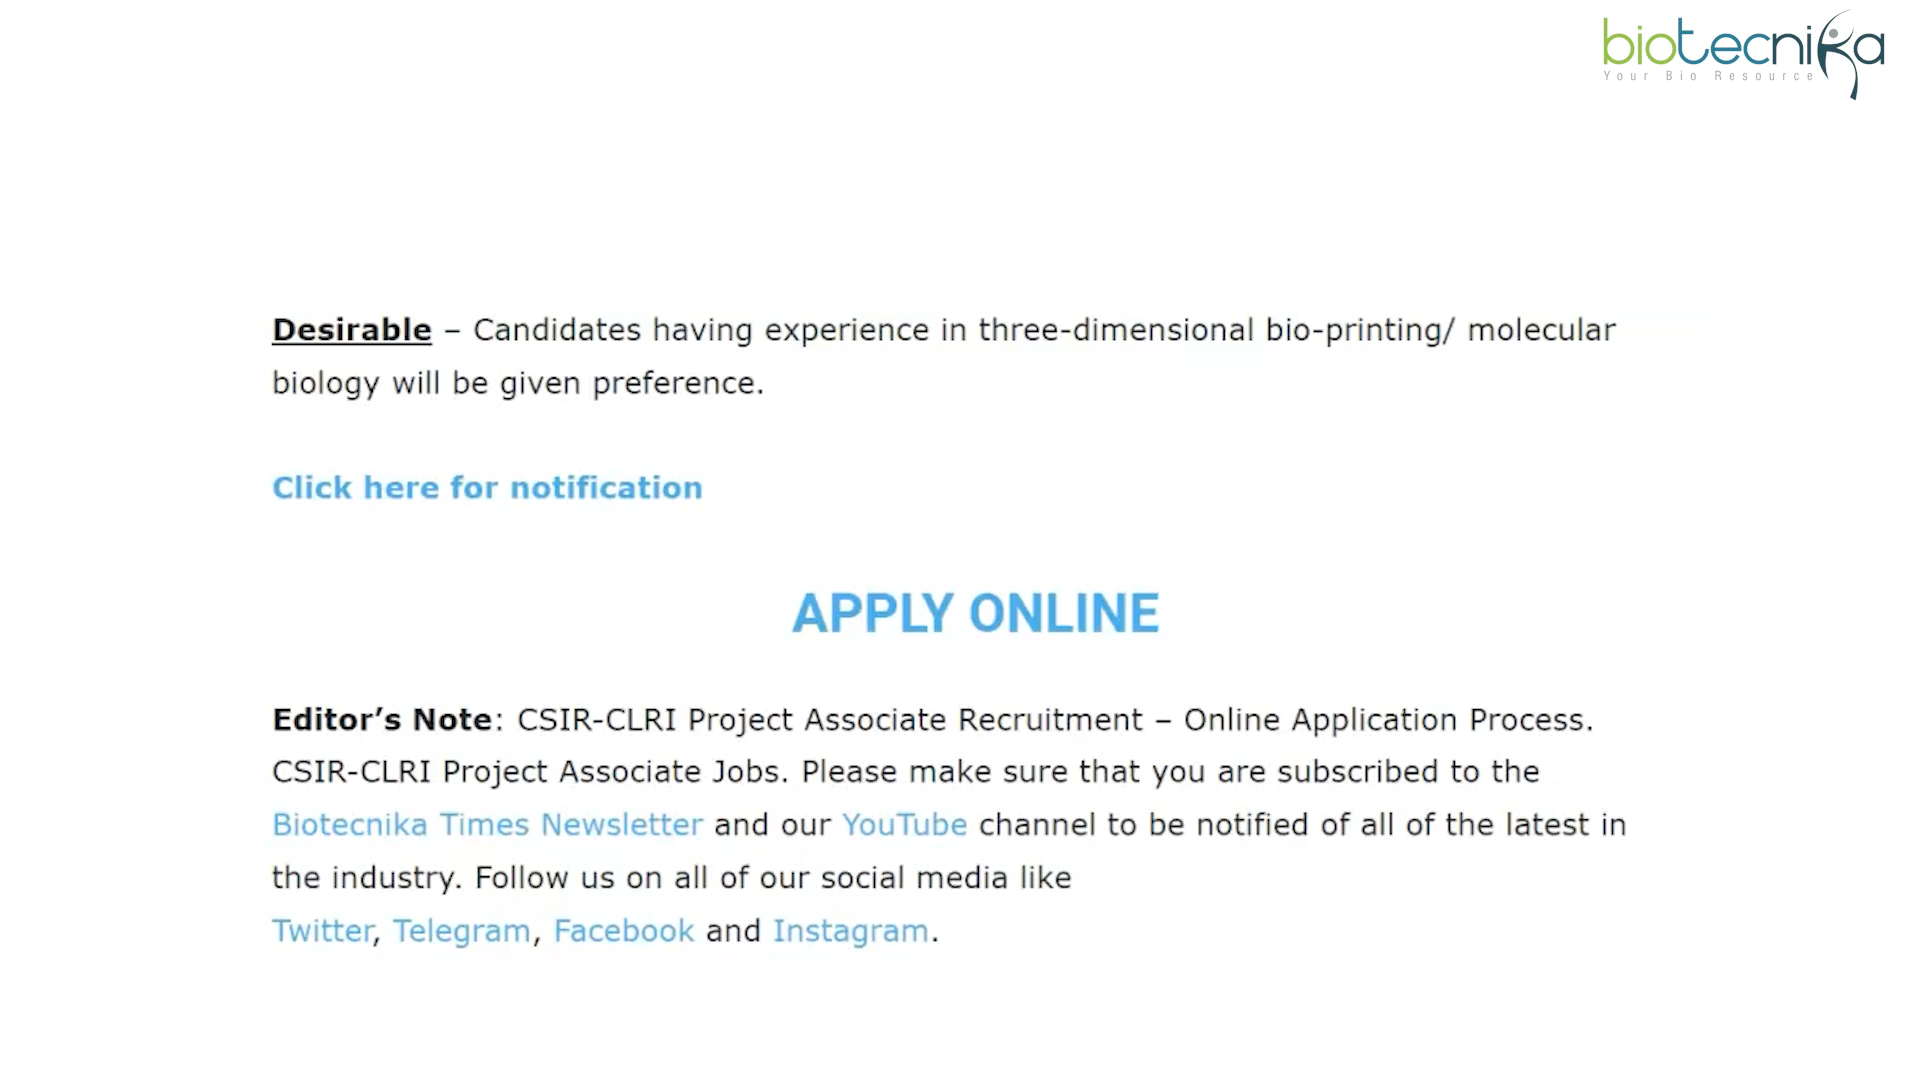 biotecnika
Your Bio Resource
Desirable – Candidates having experience in three-dimensional bio-printing/ molecular
biology will be given preference.
Click here for notification
APPLY ONLINE
Editor’s Note: CSIR-CLRI Project Associate Recruitment – Online Application Process.
CSIR-CLRI Project Associate Jobs. Please make sure that you are subscribed to the
Biotecnika Times Newsletter and our YouTube channel to be notified of all of the latest in
the industry. Follow us on all of our social media like
Twitter, Telegram, Facebook and Instagram.